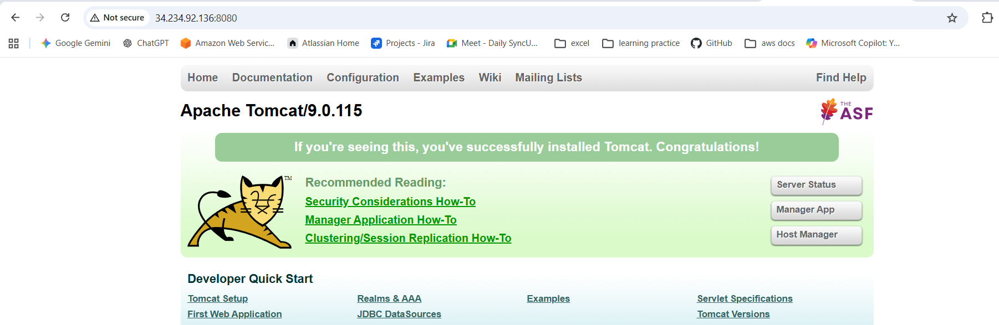 Not secure 34.234.92.136:8080
Google Gemini ChatGPT Amazon Web Servic... Atlassian Home Projects - Jira Meet - Daily SyncU... excel learning practice GitHub aws docs Microsoft Copilot: Y...
Home Documentation Configuration Examples Wiki Mailing Lists Find Help
Apache Tomcat/9.0.115
THE
ASF
If you're seeing this, you've successfully installed Tomcat. Congratulations!
TM
Recommended Reading:
Security Considerations How-To
Manager Application How-To
Clustering/Session Replication How-To
Server Status
Manager App
Host Manager
Developer Quick Start
Tomcat Setup Realms & AAA Examples Servlet Specifications
First Web Application JDBC DataSources Tomcat Versions